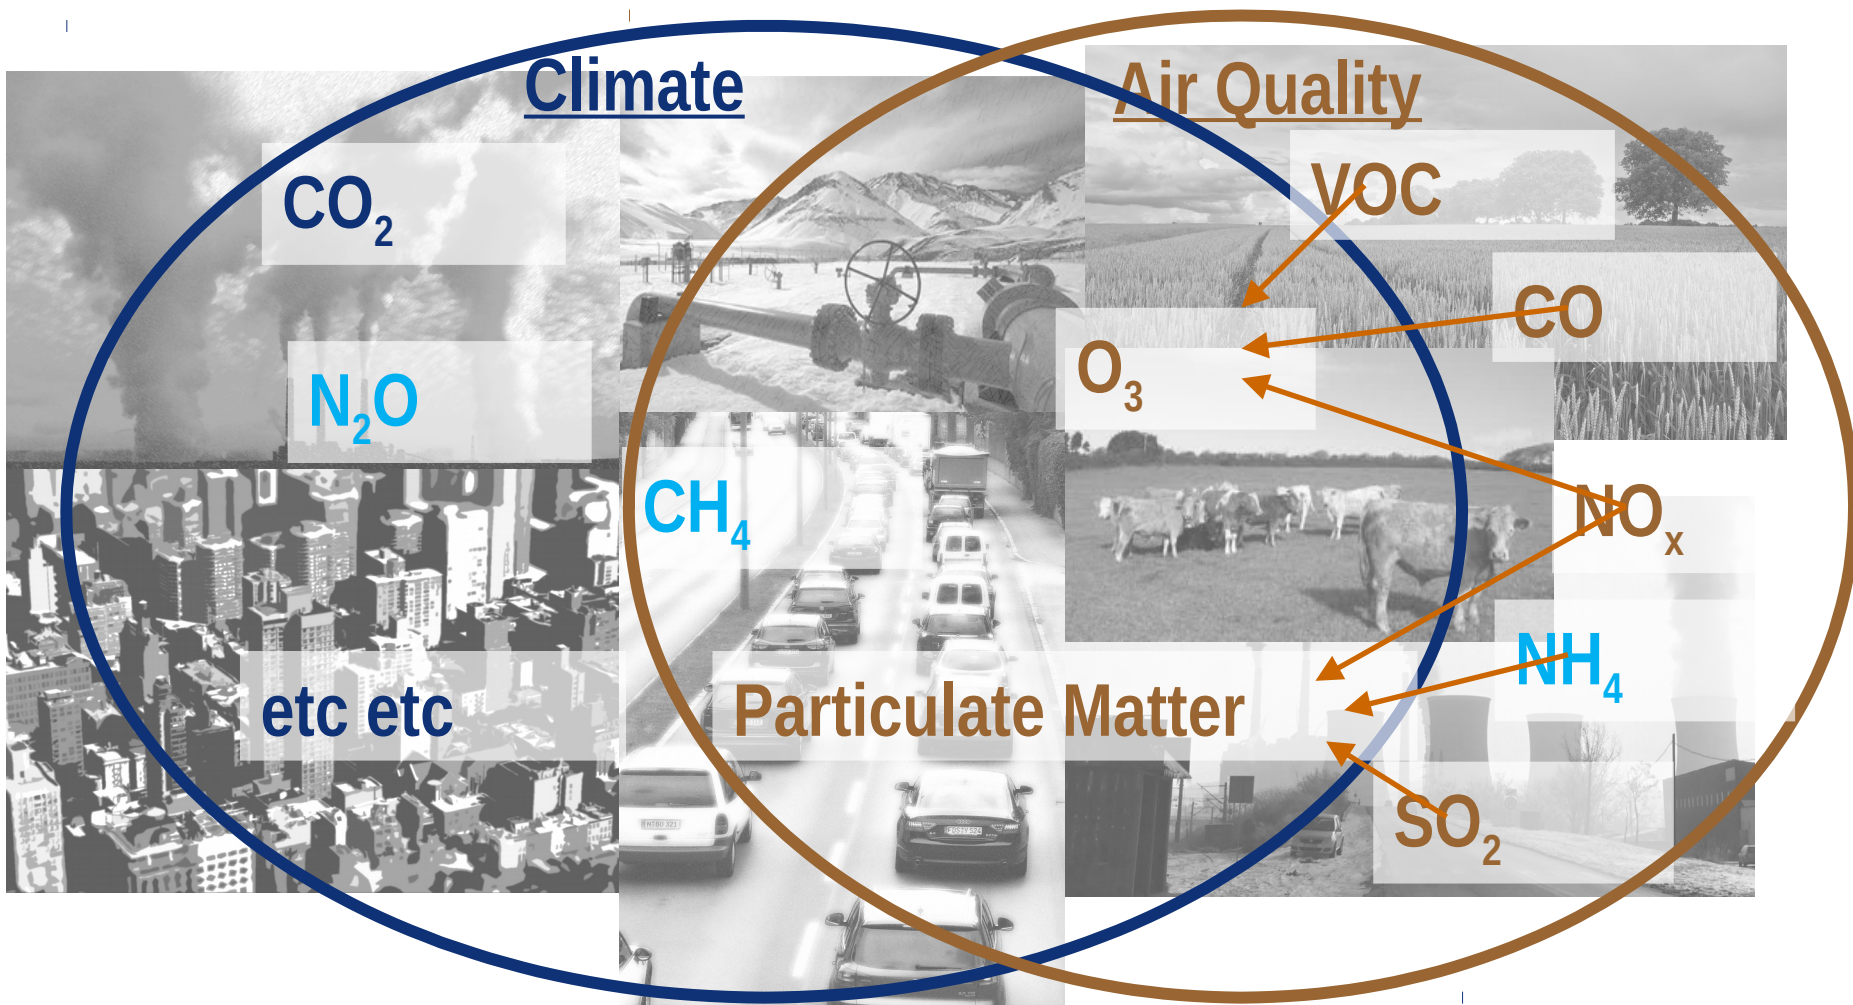 Climate
Air Quality
CO₂
VOC
CO
N₂O
O₃
CH₄
NOₓ
NH₄
etc etc
Particulate Matter
SO₂